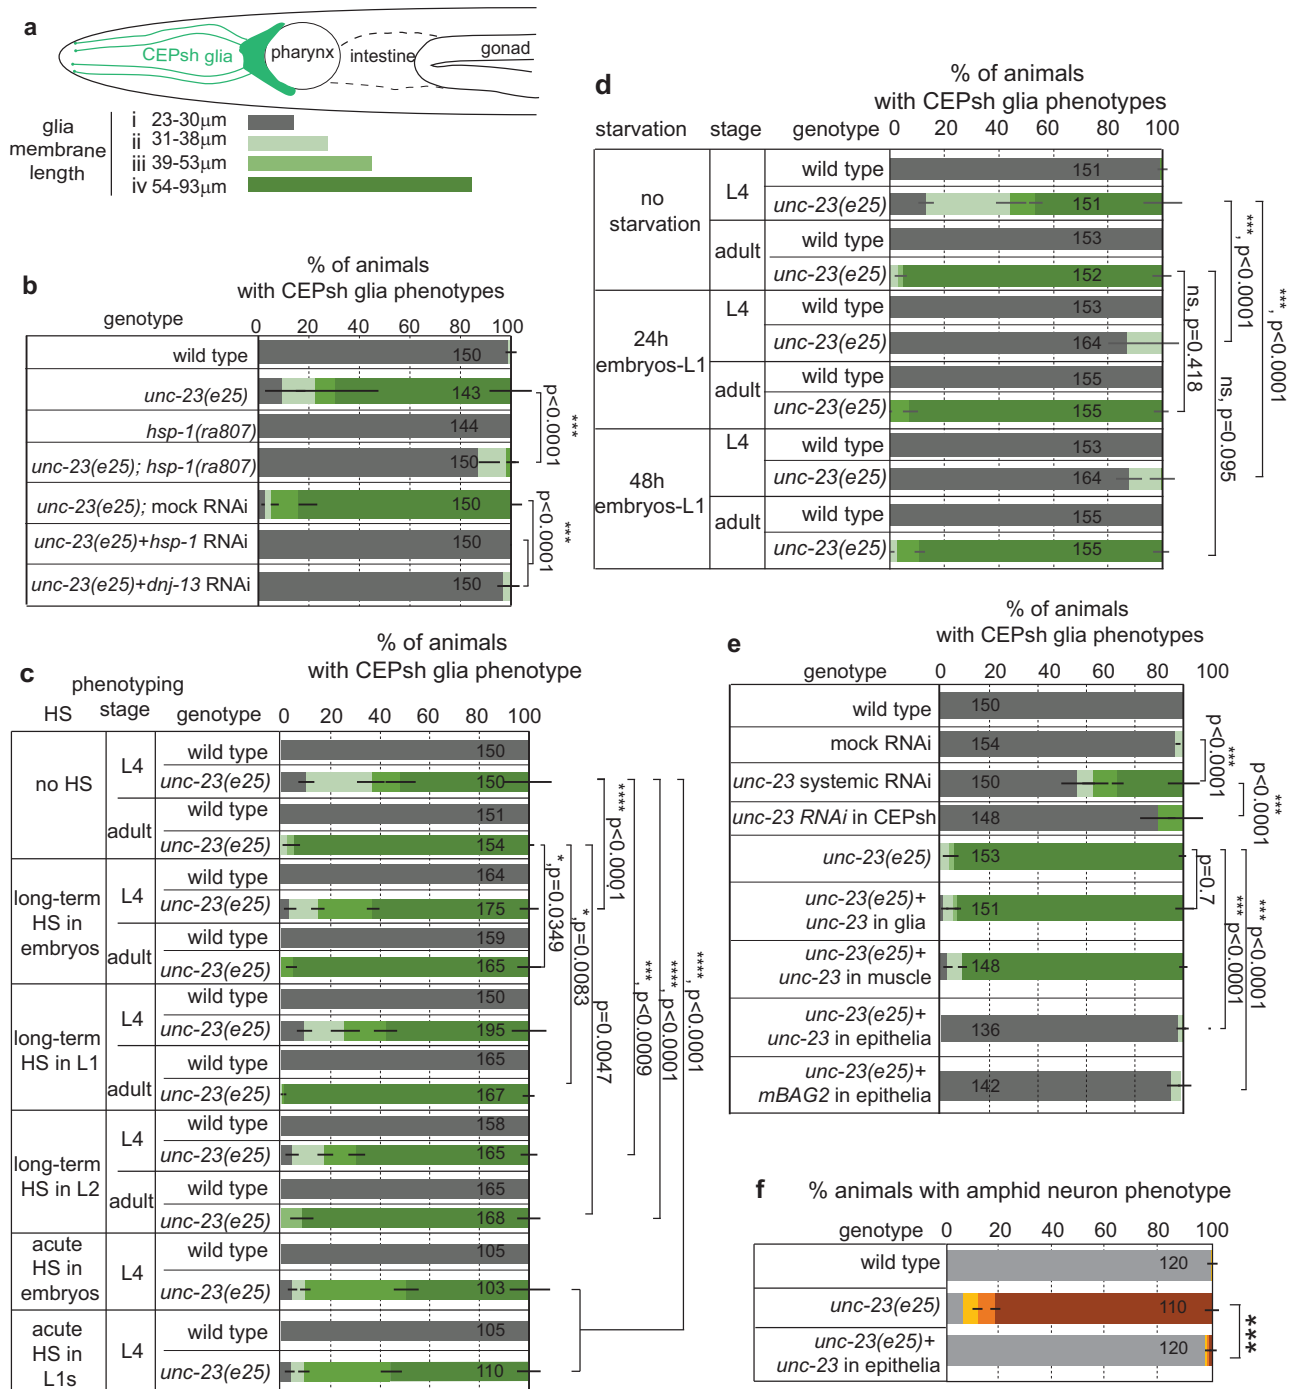 a
CEPsh glia
pharynx
intestine
gonad
glia
membrane
length
i 23-30μm
ii 31-38μm
iii 39-53μm
iv 54-93μm
b
% of animals
with CEPsh glia phenotypes
genotype
0 20 40 60 80 100
wild type 150
unc-23(e25) 143
hsp-1(ra807) 144
unc-23(e25); hsp-1(ra807) 150
unc-23(e25); mock RNAi 150
unc-23(e25)+hsp-1 RNAi 150
unc-23(e25)+dnj-13 RNAi 150
*** p<0.0001
*** p<0.0001
c
% of animals
with CEPsh glia phenotype
phenotyping
HS stage genotype
0 20 40 60 80 100
no HS
L4
wild type 150
unc-23(e25) 150
adult
wild type 151
unc-23(e25) 154
long-term
HS in
embryos
L4
wild type 164
unc-23(e25) 175
adult
wild type 159
unc-23(e25) 165
long-term
HS in L1
L4
wild type 150
unc-23(e25) 195
adult
wild type 165
unc-23(e25) 167
long-term
HS in L2
L4
wild type 158
unc-23(e25) 165
adult
wild type 165
unc-23(e25) 168
acute
HS in
embryos
L4
wild type 105
unc-23(e25) 103
acute
HS in
L1s
L4
wild type 105
unc-23(e25) 110
*,p=0.0349
*,p=0.0083
**** p<0.0001
p=0.0047
***, p<0.0009
****, p<0.0001
****, p<0.0001
d
% of animals
with CEPsh glia phenotypes
starvation stage genotype
0 20 40 60 80 100
no
starvation
L4
wild type 151
unc-23(e25) 151
adult
wild type 153
unc-23(e25) 152
24h
embryos-L1
L4
wild type 153
unc-23(e25) 164
adult
wild type 155
unc-23(e25) 155
48h
embryos-L1
L4
wild type 153
unc-23(e25) 164
adult
wild type 155
unc-23(e25) 155
ns, p=0.418
ns, p=0.095
***, p<0.0001
***, p<0.0001
e
% of animals
with CEPsh glia phenotypes
genotype
0 20 40 60 80 100
wild type 150
mock RNAi 154
unc-23 systemic RNAi 150
unc-23 RNAi in CEPsh 148
unc-23(e25) 153
unc-23(e25)+
unc-23 in glia 151
unc-23(e25)+
unc-23 in muscle 148
unc-23(e25)+
unc-23 in epithelia 136
unc-23(e25)+
mBAG2 in epithelia 142
*** p<0.0001
*** p<0.0001
p=0.7
*** p<0.0001
*** p<0.0001
f
% animals with amphid neuron phenotype
genotype
0 20 40 60 80 100
wild type 120
unc-23(e25) 110
unc-23(e25)+
unc-23 in epithelia 120
***